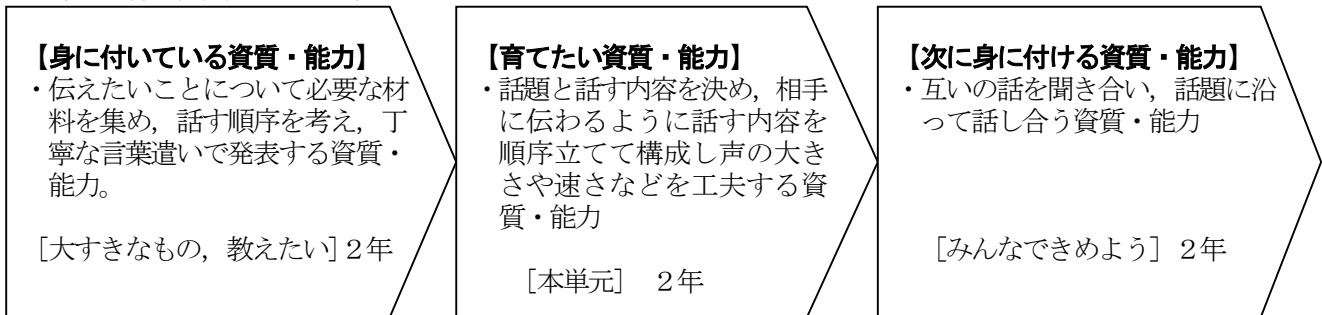 【身に付いている資質・能力】
・伝えたいことについて必要な材
料を集め，話す順序を考え，丁
寧な言葉遣いで発表する資質・
能力。
［大すきなもの，教えたい］２年
【育てたい資質・能力】
・話題と話す内容を決め，相手
に伝わるように話す内容を
順序立てて構成し声の大き
さや速さなどを工夫する資
質・能力
［本単元］　２年
【次に身に付ける資質・能力】
・互いの話を聞き合い，話題に沿
って話し合う資質・能力
［みんなできめよう］ ２年